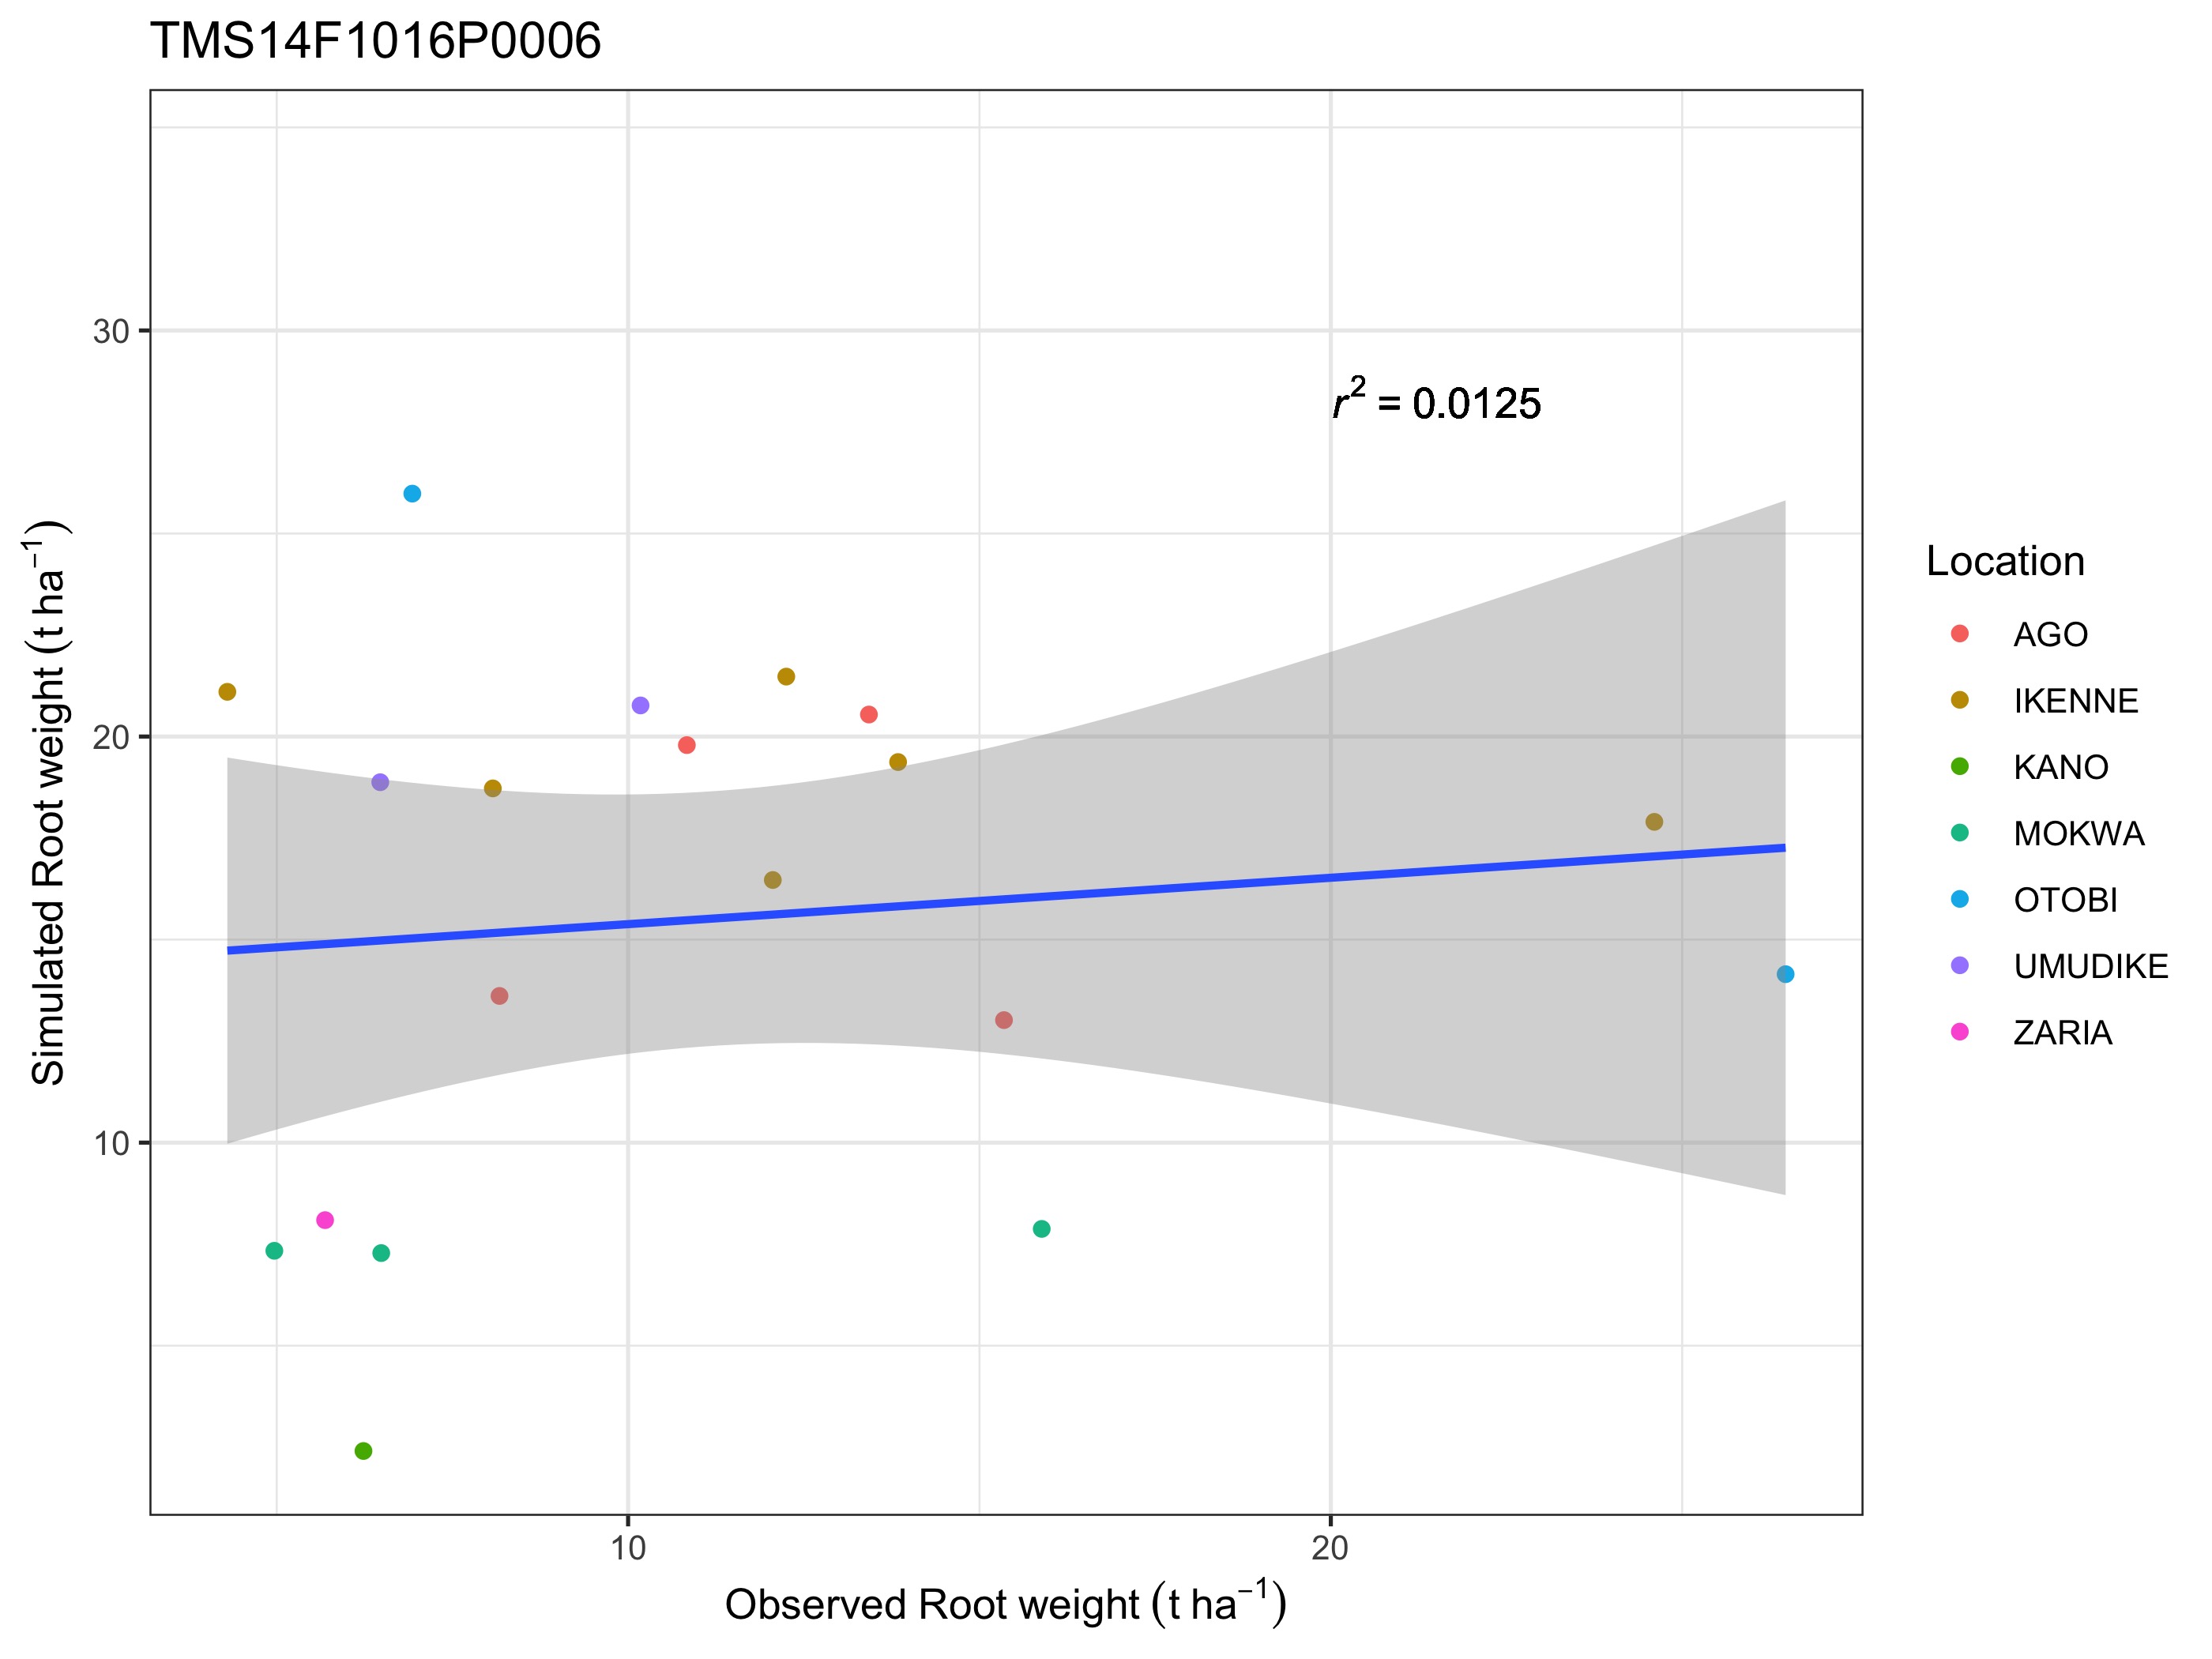 TMS14F1016P0006
30
20
10
Simulated Root weight (t ha⁻¹)
r² = 0.0125
10
20
Observed Root weight (t ha⁻¹)
Location
AGO
IKENNE
KANO
MOKWA
OTOBI
UMUDIKE
ZARIA